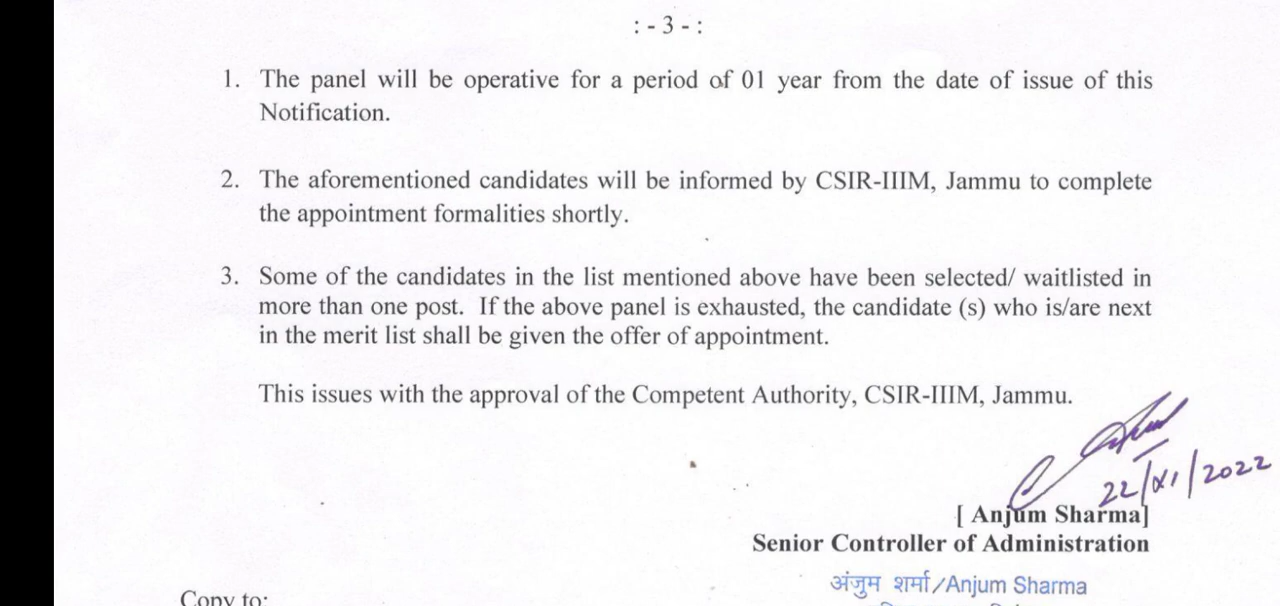 : - 3 - :
1. The panel will be operative for a period of 01 year from the date of issue of this
Notification.
2. The aforementioned candidates will be informed by CSIR-IIIM, Jammu to complete
the appointment formalities shortly.
3. Some of the candidates in the list mentioned above have been selected/ waitlisted in
more than one post. If the above panel is exhausted, the candidate (s) who is/are next
in the merit list shall be given the offer of appointment.
This issues with the approval of the Competent Authority, CSIR-IIIM, Jammu.
22/XI/2022
[ Anjum Sharma]
Senior Controller of Administration
अंजुम शर्मा/Anjum Sharma
Copy to: